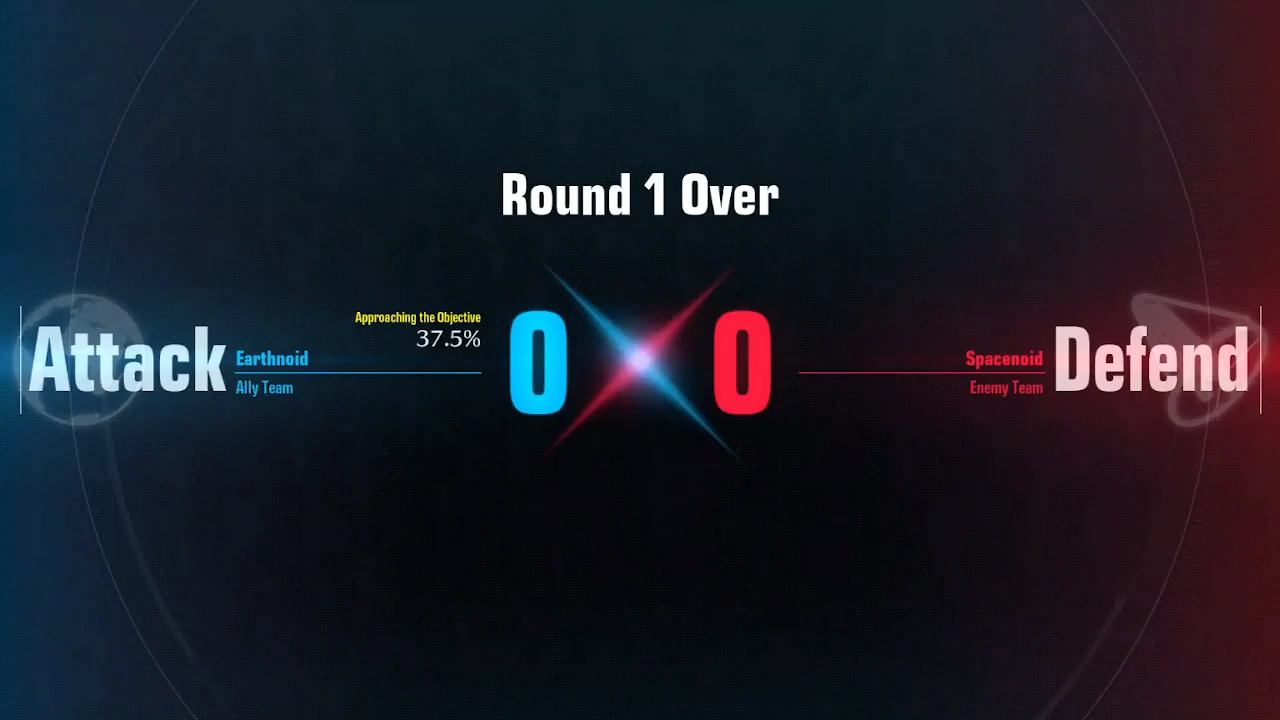 Round 1 Over
Approaching the Objective
37.5%
0
0
Attack
Earthnoid
Ally Team
Spacenoid
Enemy Team
Defend